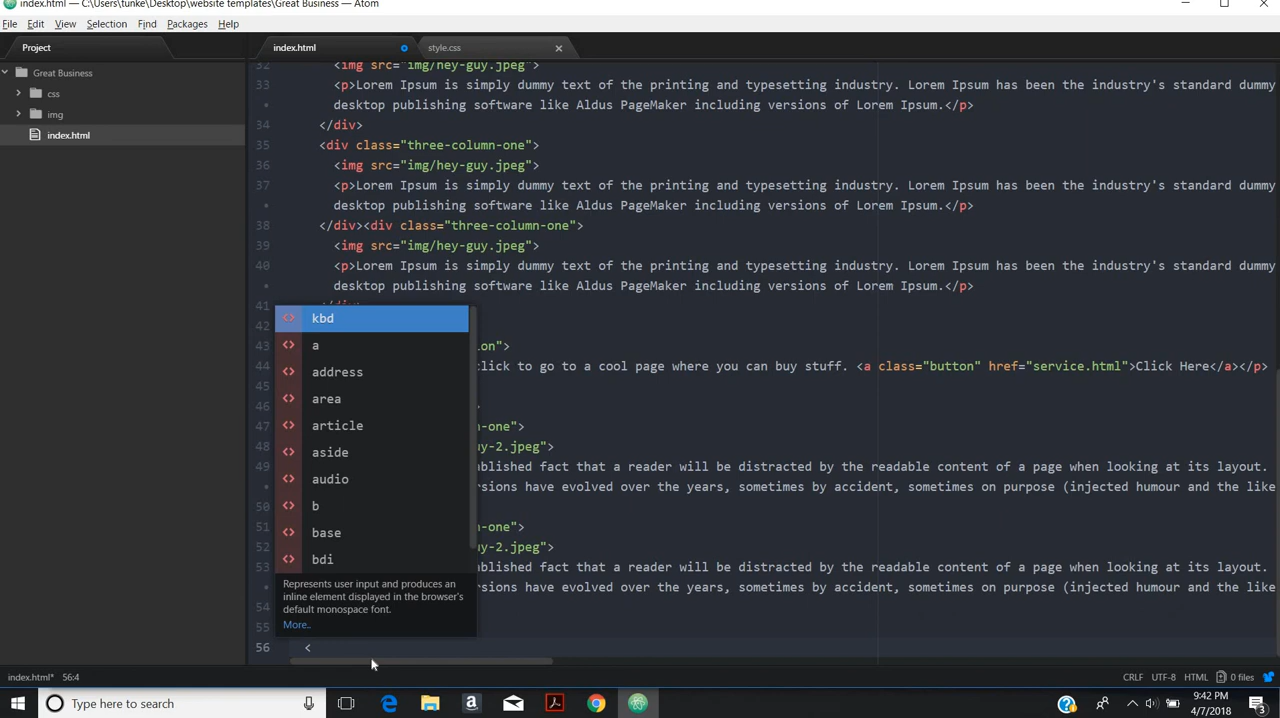 index.html — C:\Users\tunke\Desktop\website templates\Great Business — Atom
File Edit View Selection Find Packages Help
Project
index.html
style.css
Great Business
css
img
index.html
32 <img src="img/hey-guy.jpeg">
33 <p>Lorem Ipsum is simply dummy text of the printing and typesetting industry. Lorem Ipsum has been the industry's standard dummy
• desktop publishing software like Aldus PageMaker including versions of Lorem Ipsum.</p>
34 </div>
35 <div class="three-column-one">
36 <img src="img/hey-guy.jpeg">
37 <p>Lorem Ipsum is simply dummy text of the printing and typesetting industry. Lorem Ipsum has been the industry's standard dummy
• desktop publishing software like Aldus PageMaker including versions of Lorem Ipsum.</p>
38 </div><div class="three-column-one">
39 <img src="img/hey-guy.jpeg">
40 <p>Lorem Ipsum is simply dummy text of the printing and typesetting industry. Lorem Ipsum has been the industry's standard dummy
• desktop publishing software like Aldus PageMaker including versions of Lorem Ipsum.</p>
41 </div>
42
43 ion">
44 click to go to a cool page where you can buy stuff. <a class="button" href="service.html">Click Here</a></p>
45
46
47 n-one">
48 uy-2.jpeg">
49 ublished fact that a reader will be distracted by the readable content of a page when looking at its layout.
• rsions have evolved over the years, sometimes by accident, sometimes on purpose (injected humour and the like
50
51 n-one">
52 uy-2.jpeg">
53 ublished fact that a reader will be distracted by the readable content of a page when looking at its layout.
• rsions have evolved over the years, sometimes by accident, sometimes on purpose (injected humour and the like
54
55
56 <
<> kbd
<> a
<> address
<> area
<> article
<> aside
<> audio
<> b
<> base
<> bdi
Represents user input and produces an
inline element displayed in the browser's
default monospace font.
More..
index.html* 56:4
CRLF UTF-8 HTML 0 files
Type here to search
9:42 PM
4/7/2018
3